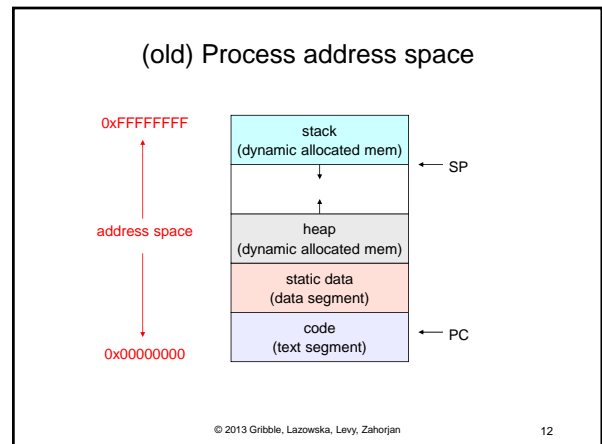 (old) Process address space
0xFFFFFFFF
stack
(dynamic allocated mem)
SP
address space
heap
(dynamic allocated mem)
static data
(data segment)
code
(text segment)
PC
0x00000000
© 2013 Gribble, Lazowska, Levy, Zahorjan
12